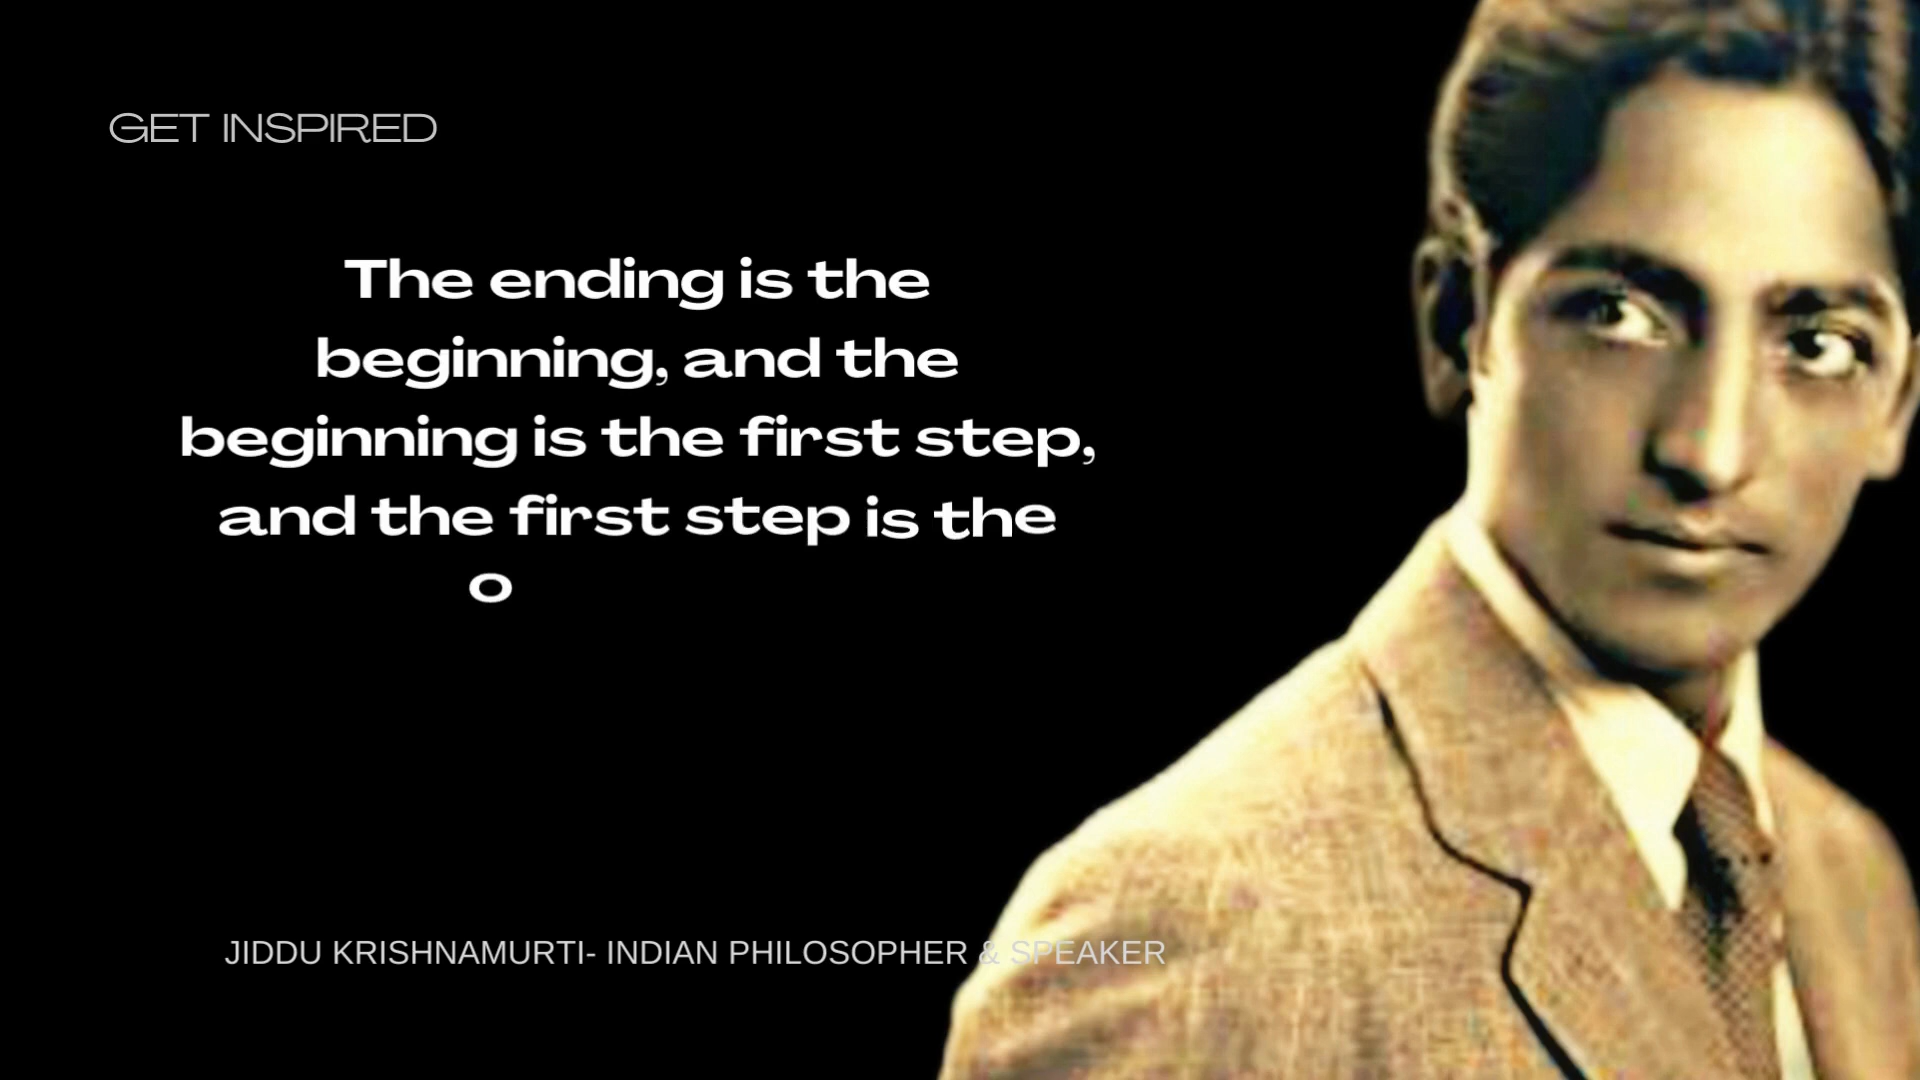 GET INSPIRED
The ending is the
beginning, and the
beginning is the first step,
and the first step is the
o
JIDDU KRISHNAMURTI- INDIAN PHILOSOPHER & SPEAKER